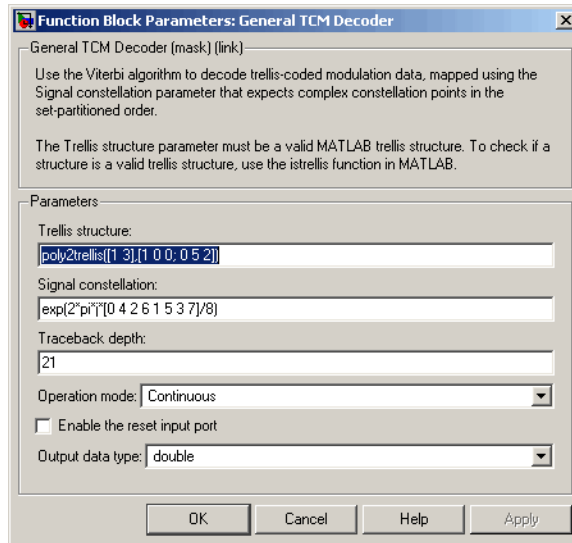 Function Block Parameters: General TCM Decoder
General TCM Decoder (mask) (link)
Use the Viterbi algorithm to decode trellis-coded modulation data, mapped using the
Signal constellation parameter that expects complex constellation points in the
set-partitioned order.
The Trellis structure parameter must be a valid MATLAB trellis structure. To check if a
structure is a valid trellis structure, use the istrellis function in MATLAB.
Parameters
Trellis structure:
poly2trellis([1 3],[1 0 0; 0 5 2])
Signal constellation:
exp(2*pi*j*[0 4 2 6 1 5 3 7]/8)
Traceback depth:
21
Operation mode: Continuous
Enable the reset input port
Output data type: double
OK Cancel Help Apply